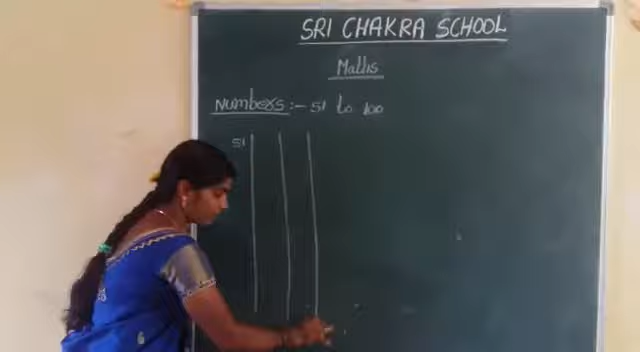 SRI CHAKRA SCHOOL
Maths
Numbers :- 51 to 100
51